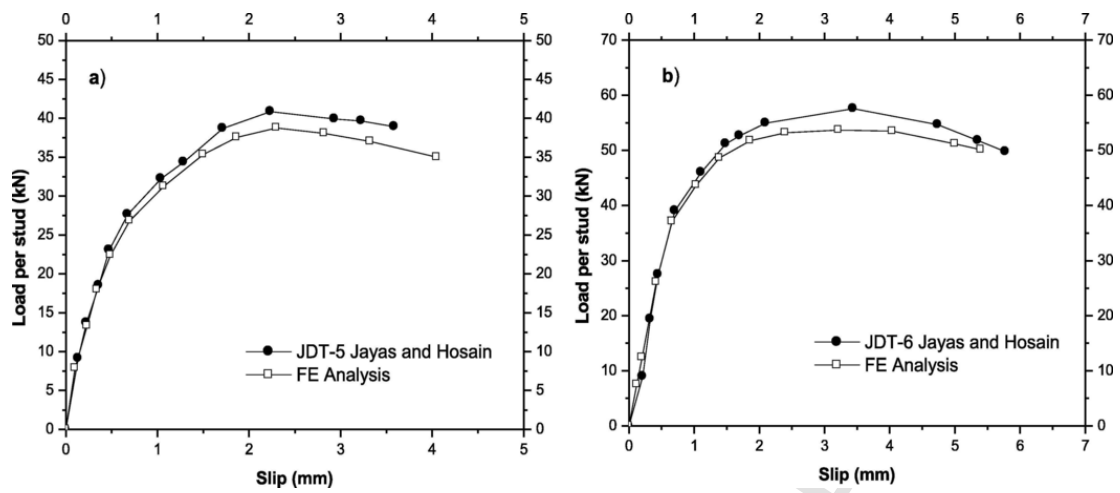 0 1 2 3 4 5
50 50
45 45
a)
40 40
35 35
30 30
25 25
20 20
15 15
10 10
5 5
0 0
Load per stud (kN)
JDT-5 Jayas and Hosain
FE Analysis
0 1 2 3 4 5
Slip (mm)
0 1 2 3 4 5 6 7
70 70
b)
60 60
50 50
40 40
30 30
20 20
10 10
0 0
Load per stud (kN)
JDT-6 Jayas and Hosain
FE Analysis
0 1 2 3 4 5 6 7
Slip (mm)